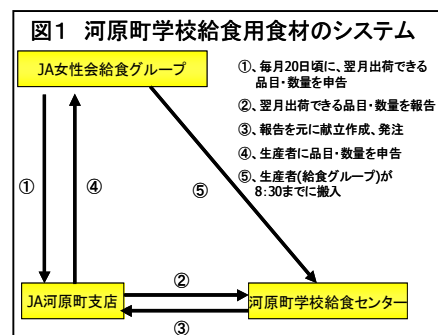 図1 河原町学校給食用食材のシステム
JA女性会給食グループ
①、毎月20日頃に、翌月出荷できる
品目・数量を申告
②、翌月出荷できる品目・数量を報告
③、報告を元に献立作成、発注
④、生産者に品目・数量を申告
⑤、生産者(給食グループ)が
8:30までに搬入
①
④
⑤
②
JA河原町支店
河原町学校給食センター
③